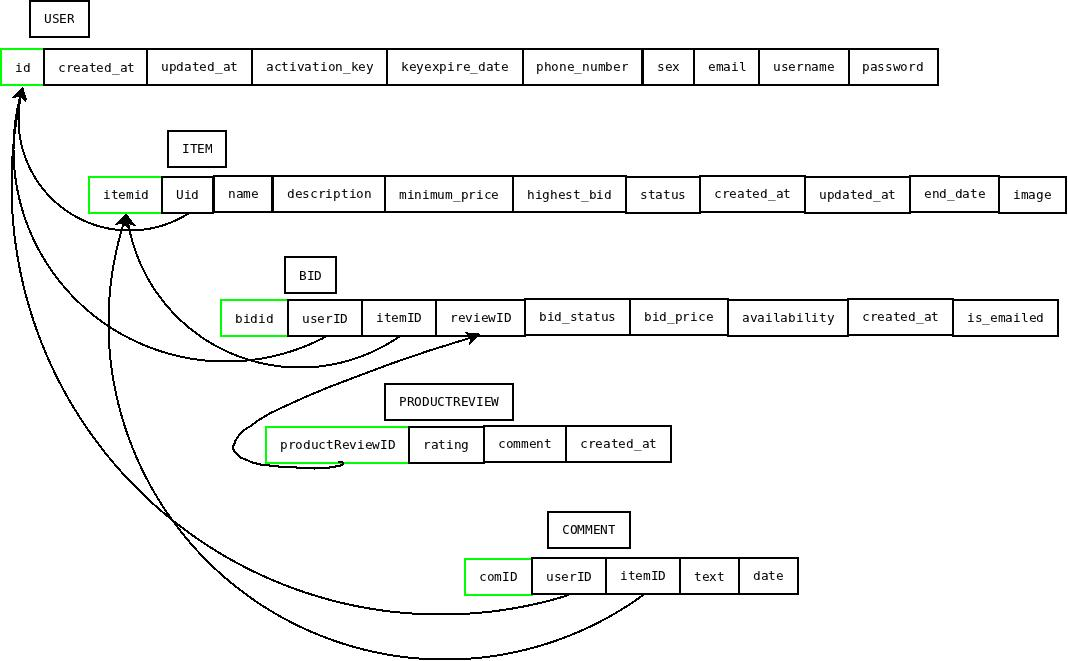 USER
id created_at updated_at activation_key keyexpire_date phone_number sex email username password
ITEM
itemid Uid name description minimum_price highest_bid status created_at updated_at end_date image
BID
bidid userID itemID reviewID bid_status bid_price availability created_at is_emailed
PRODUCTREVIEW
productReviewID rating comment created_at
COMMENT
comID userID itemID text date